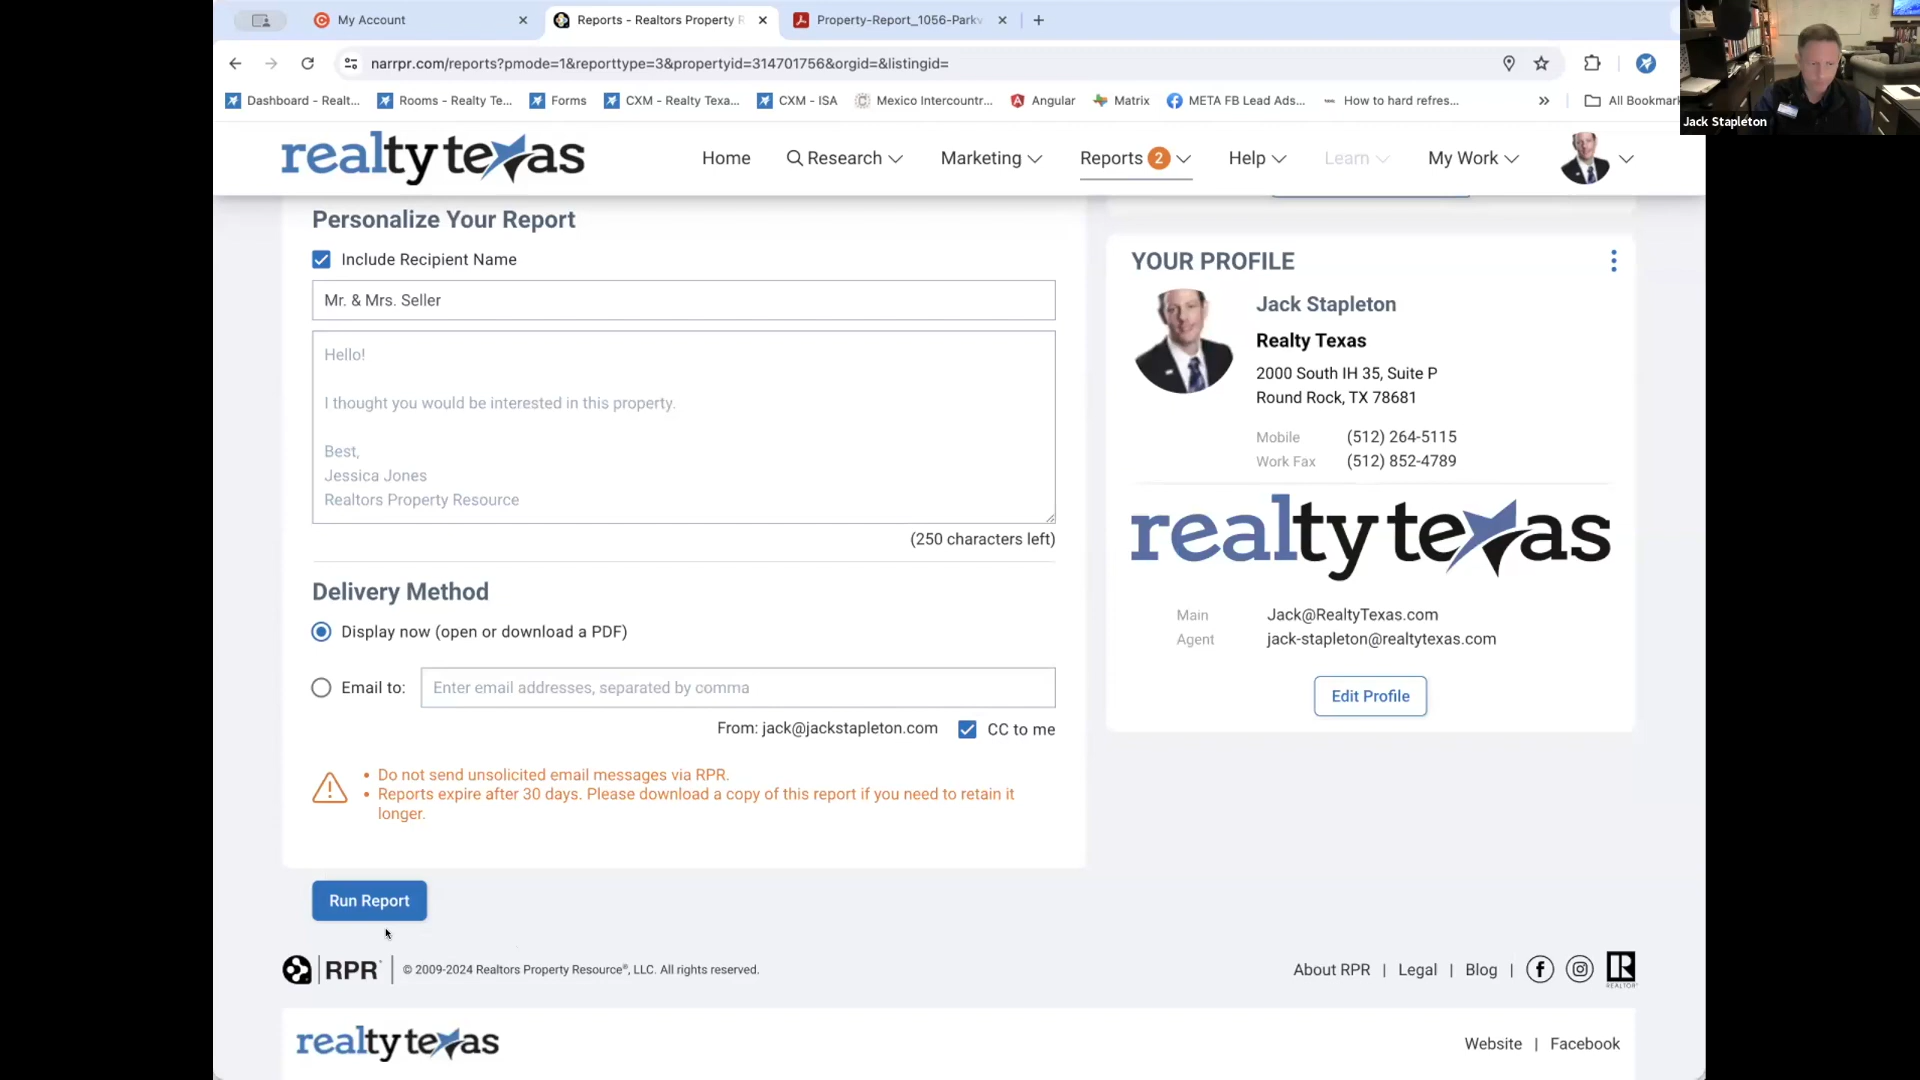 My Account
Reports - Realtors Property R
Property-Report_1056-Parkv
narrpr.com/reports?pmode=1&reporttype=3&propertyid=314701756&orgid=&listingid=
Dashboard - Realt...
Rooms - Realty Te...
Forms
CXM - Realty Texa...
CXM - ISA
Mexico Intercountr...
Angular
Matrix
META FB Lead Ads...
How to hard refres...
All Bookmar
Jack Stapleton
realty texas
Home
Research
Marketing
Reports 2
Help
Learn
My Work
Personalize Your Report
Include Recipient Name
Mr. & Mrs. Seller
Hello!
I thought you would be interested in this property.
Best,
Jessica Jones
Realtors Property Resource
(250 characters left)
Delivery Method
Display now (open or download a PDF)
Email to:
Enter email addresses, separated by comma
From: jack@jackstapleton.com
CC to me
• Do not send unsolicited email messages via RPR.
• Reports expire after 30 days. Please download a copy of this report if you need to retain it
longer.
Run Report
YOUR PROFILE
Jack Stapleton
Realty Texas
2000 South IH 35, Suite P
Round Rock, TX 78681
Mobile (512) 264-5115
Work Fax (512) 852-4789
realty texas
Main Jack@RealtyTexas.com
Agent jack-stapleton@realtytexas.com
Edit Profile
RPR
© 2009-2024 Realtors Property Resource®, LLC. All rights reserved.
About RPR | Legal | Blog |
REALTOR
realty texas
Website | Facebook